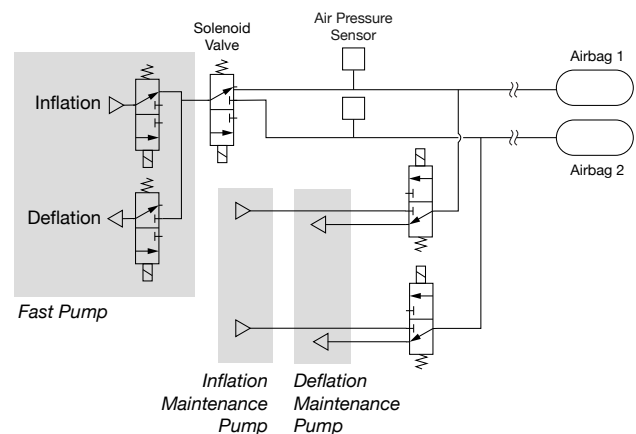 Solenoid
Valve
Air Pressure
Sensor
Airbag 1
Inflation
Airbag 2
Deflation
Fast Pump
Inflation
Maintenance
Pump
Deflation
Maintenance
Pump